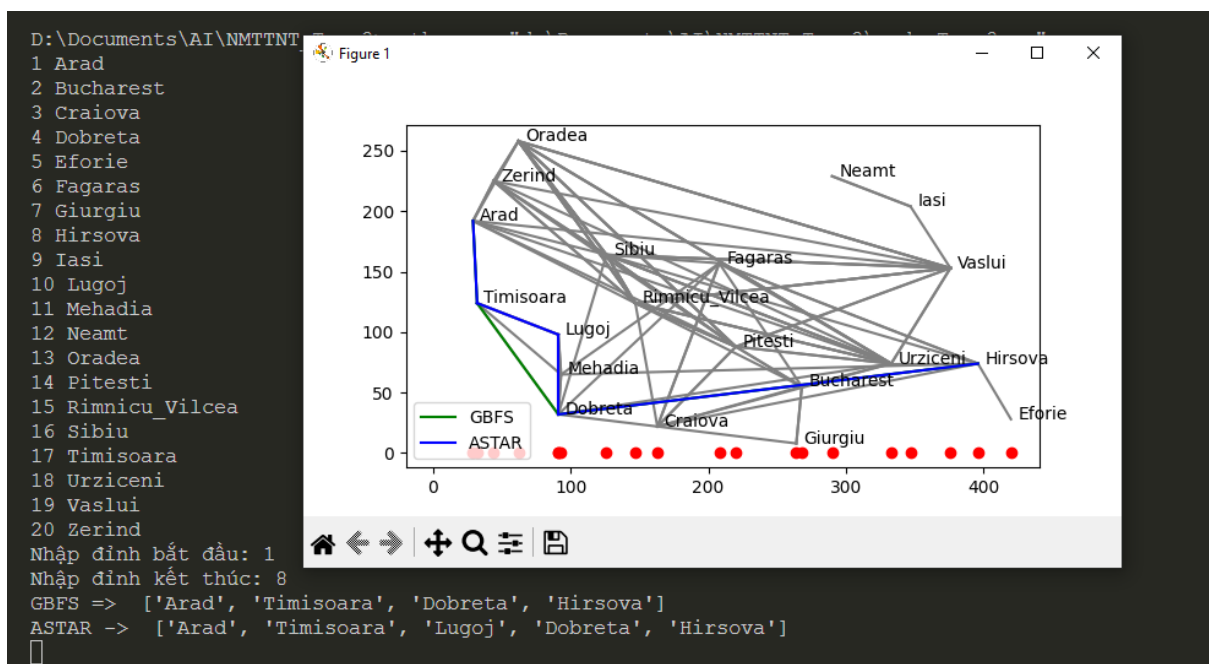 D:\Documents\AI\NMTTNT_
1 Arad
2 Bucharest
3 Craiova
4 Dobreta
5 Eforie
6 Fagaras
7 Giurgiu
8 Hirsova
9 Iasi
10 Lugoj
11 Mehadia
12 Neamt
13 Oradea
14 Pitesti
15 Rimnicu_Vilcea
16 Sibiu
17 Timisoara
18 Urziceni
19 Vaslui
20 Zerind
Nhập đỉnh bắt đầu: 1
Nhập đỉnh kết thúc: 8
GBFS => ['Arad', 'Timisoara', 'Dobreta', 'Hirsova']
ASTAR -> ['Arad', 'Timisoara', 'Lugoj', 'Dobreta', 'Hirsova']
Figure 1
250
200
150
100
50
0
Oradea
Zerind
Neamt
Iasi
Arad
Sibiu
Fagaras
Vaslui
Timisoara
Rimnicu_Vilcea
Lugoj
Pitesti
Mehadia
Urziceni
Hirsova
Bucharest
Dobreta
Craiova
Eforie
Giurgiu
GBFS
ASTAR
0 100 200 300 400